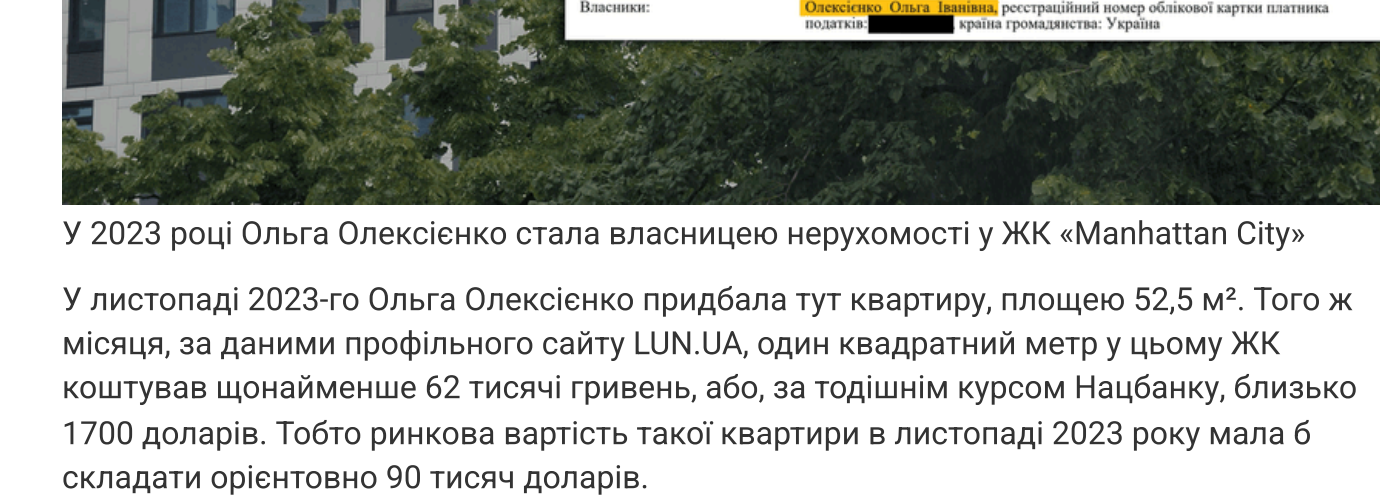 Власники:
Олексієнко Ольга Іванівна, реєстраційний номер облікової картки платника
податків: , країна громадянства: Україна
У 2023 році Ольга Олексієнко стала власницею нерухомості у ЖК «Manhattan City»
У листопаді 2023-го Ольга Олексієнко придбала тут квартиру, площею 52,5 м². Того ж
місяця, за даними профільного сайту LUN.UA, один квадратний метр у цьому ЖК
коштував щонайменше 62 тисячі гривень, або, за тодішнім курсом Нацбанку, близько
1700 доларів. Тобто ринкова вартість такої квартири в листопаді 2023 року мала б
складати орієнтовно 90 тисяч доларів.